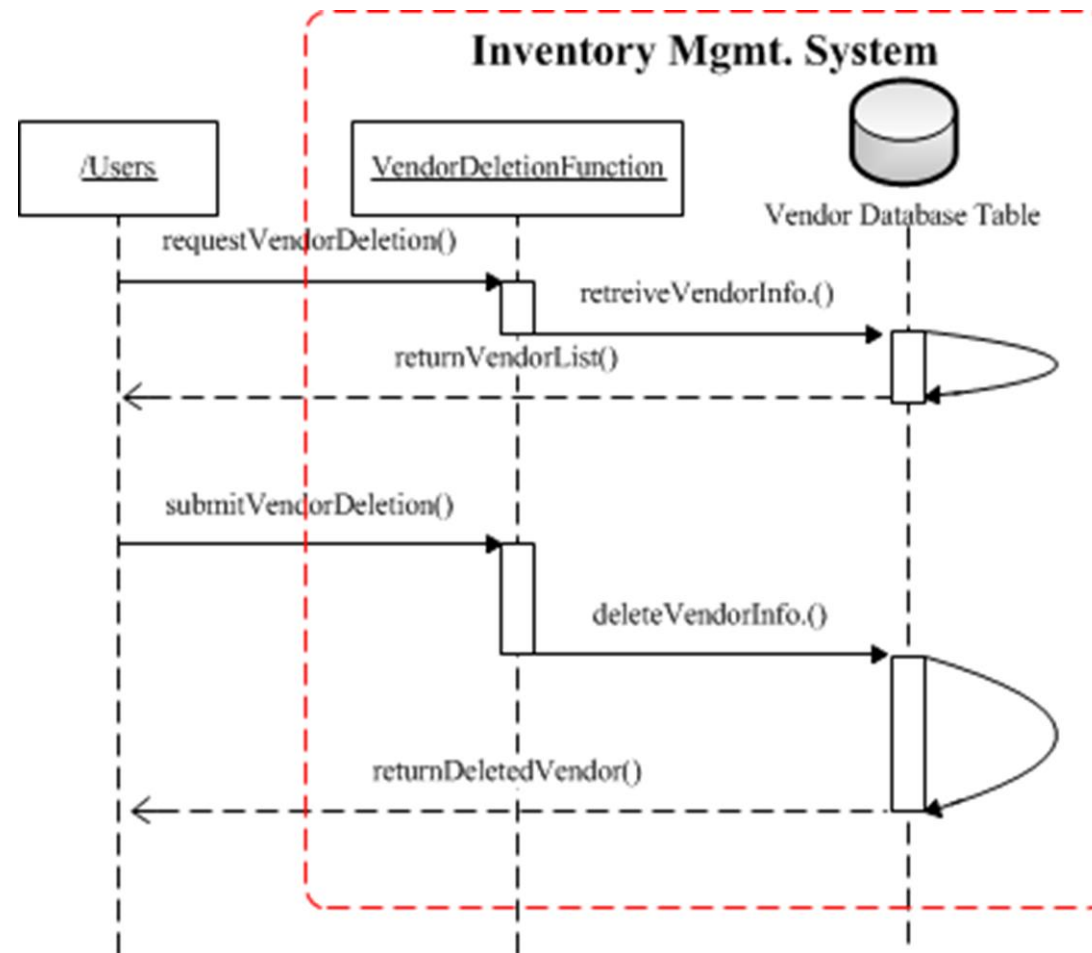 Inventory Mgmt. System
/Users
VendorDeletionFunction
Vendor Database Table
requestVendorDeletion()
retreiveVendorInfo.()
returnVendorList()
submitVendorDeletion()
deleteVendorInfo.()
returnDeletedVendor()